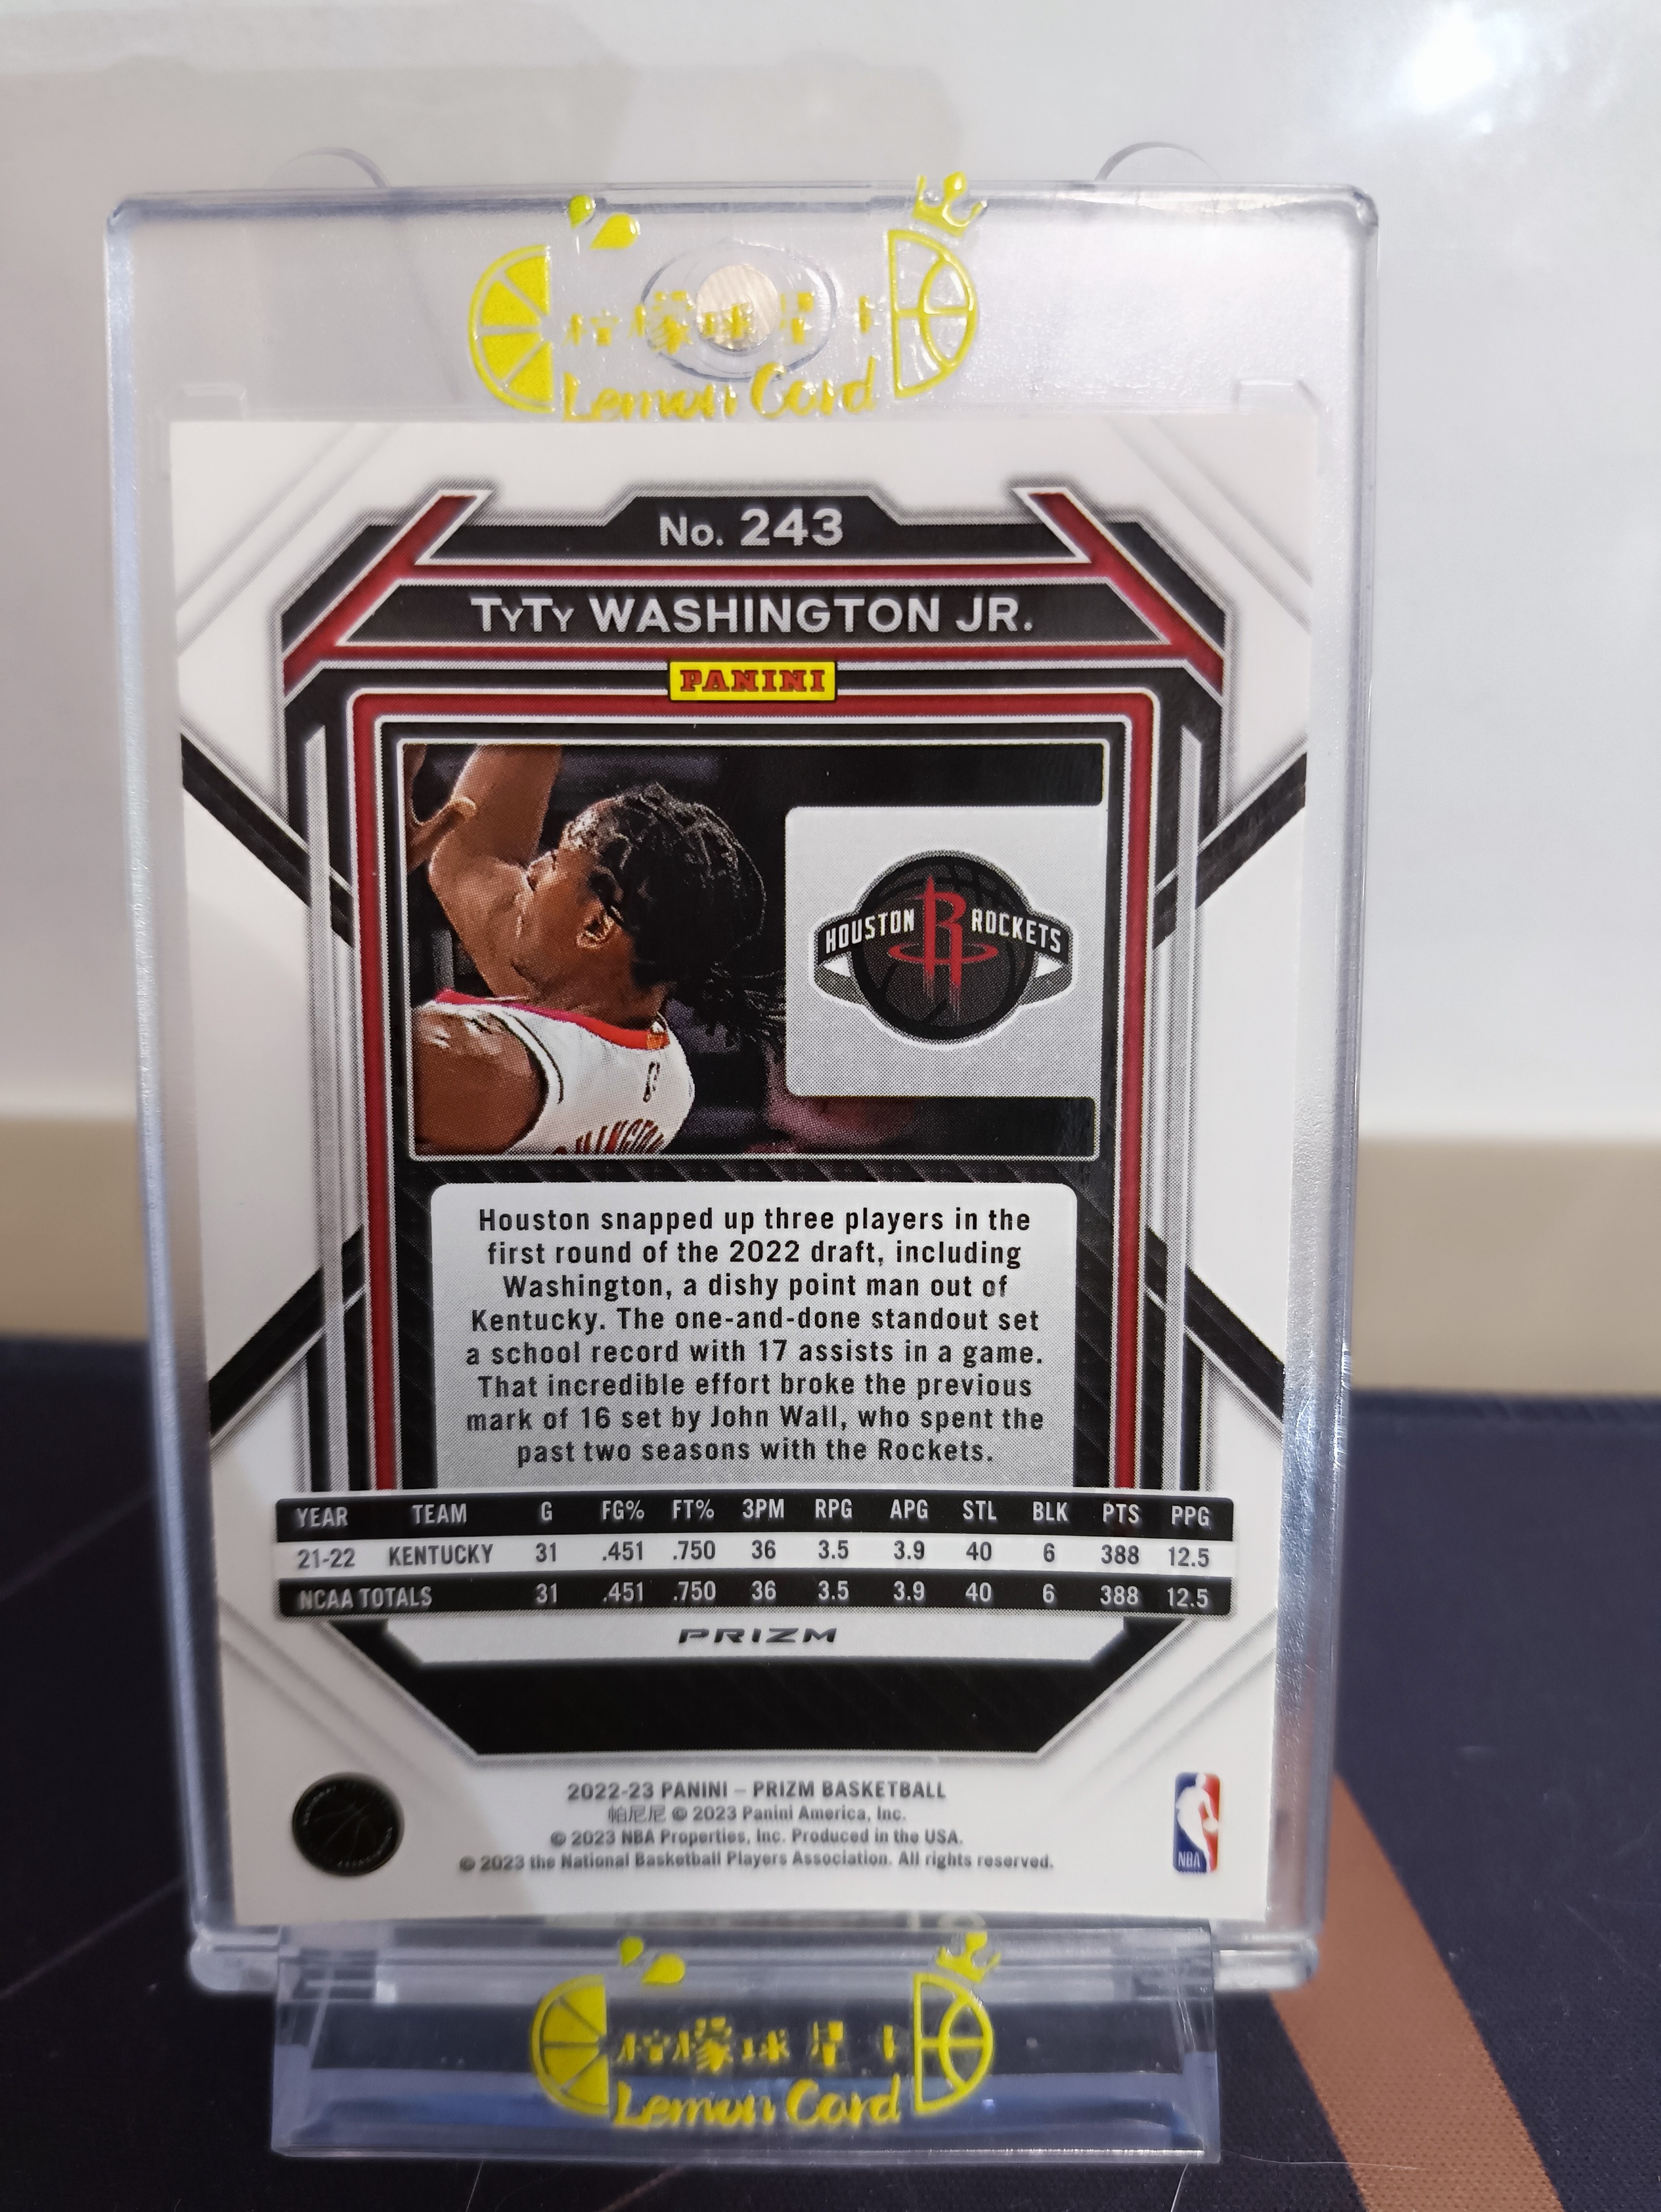 柠檬球星卡
Lemon Card
No. 243
TyTy WASHINGTON JR.
PANINI
HOUSTON ROCKETS
Houston snapped up three players in the
first round of the 2022 draft, including
Washington, a dishy point man out of
Kentucky. The one-and-done standout set
a school record with 17 assists in a game.
That incredible effort broke the previous
mark of 16 set by John Wall, who spent the
past two seasons with the Rockets.
YEAR TEAM G FG% FT% 3PM RPG APG STL BLK PTS PPG
21-22 KENTUCKY 31 .451 .750 36 3.5 3.9 40 6 388 12.5
NCAA TOTALS 31 .451 .750 36 3.5 3.9 40 6 388 12.5
PRIZM
2022-23 PANINI – PRIZM BASKETBALL
帕尼尼 © 2023 Panini America, Inc.
© 2023 NBA Properties, Inc. Produced in the USA.
© 2023 the National Basketball Players Association. All rights reserved.
NBA
柠檬球星卡
Lemon Card